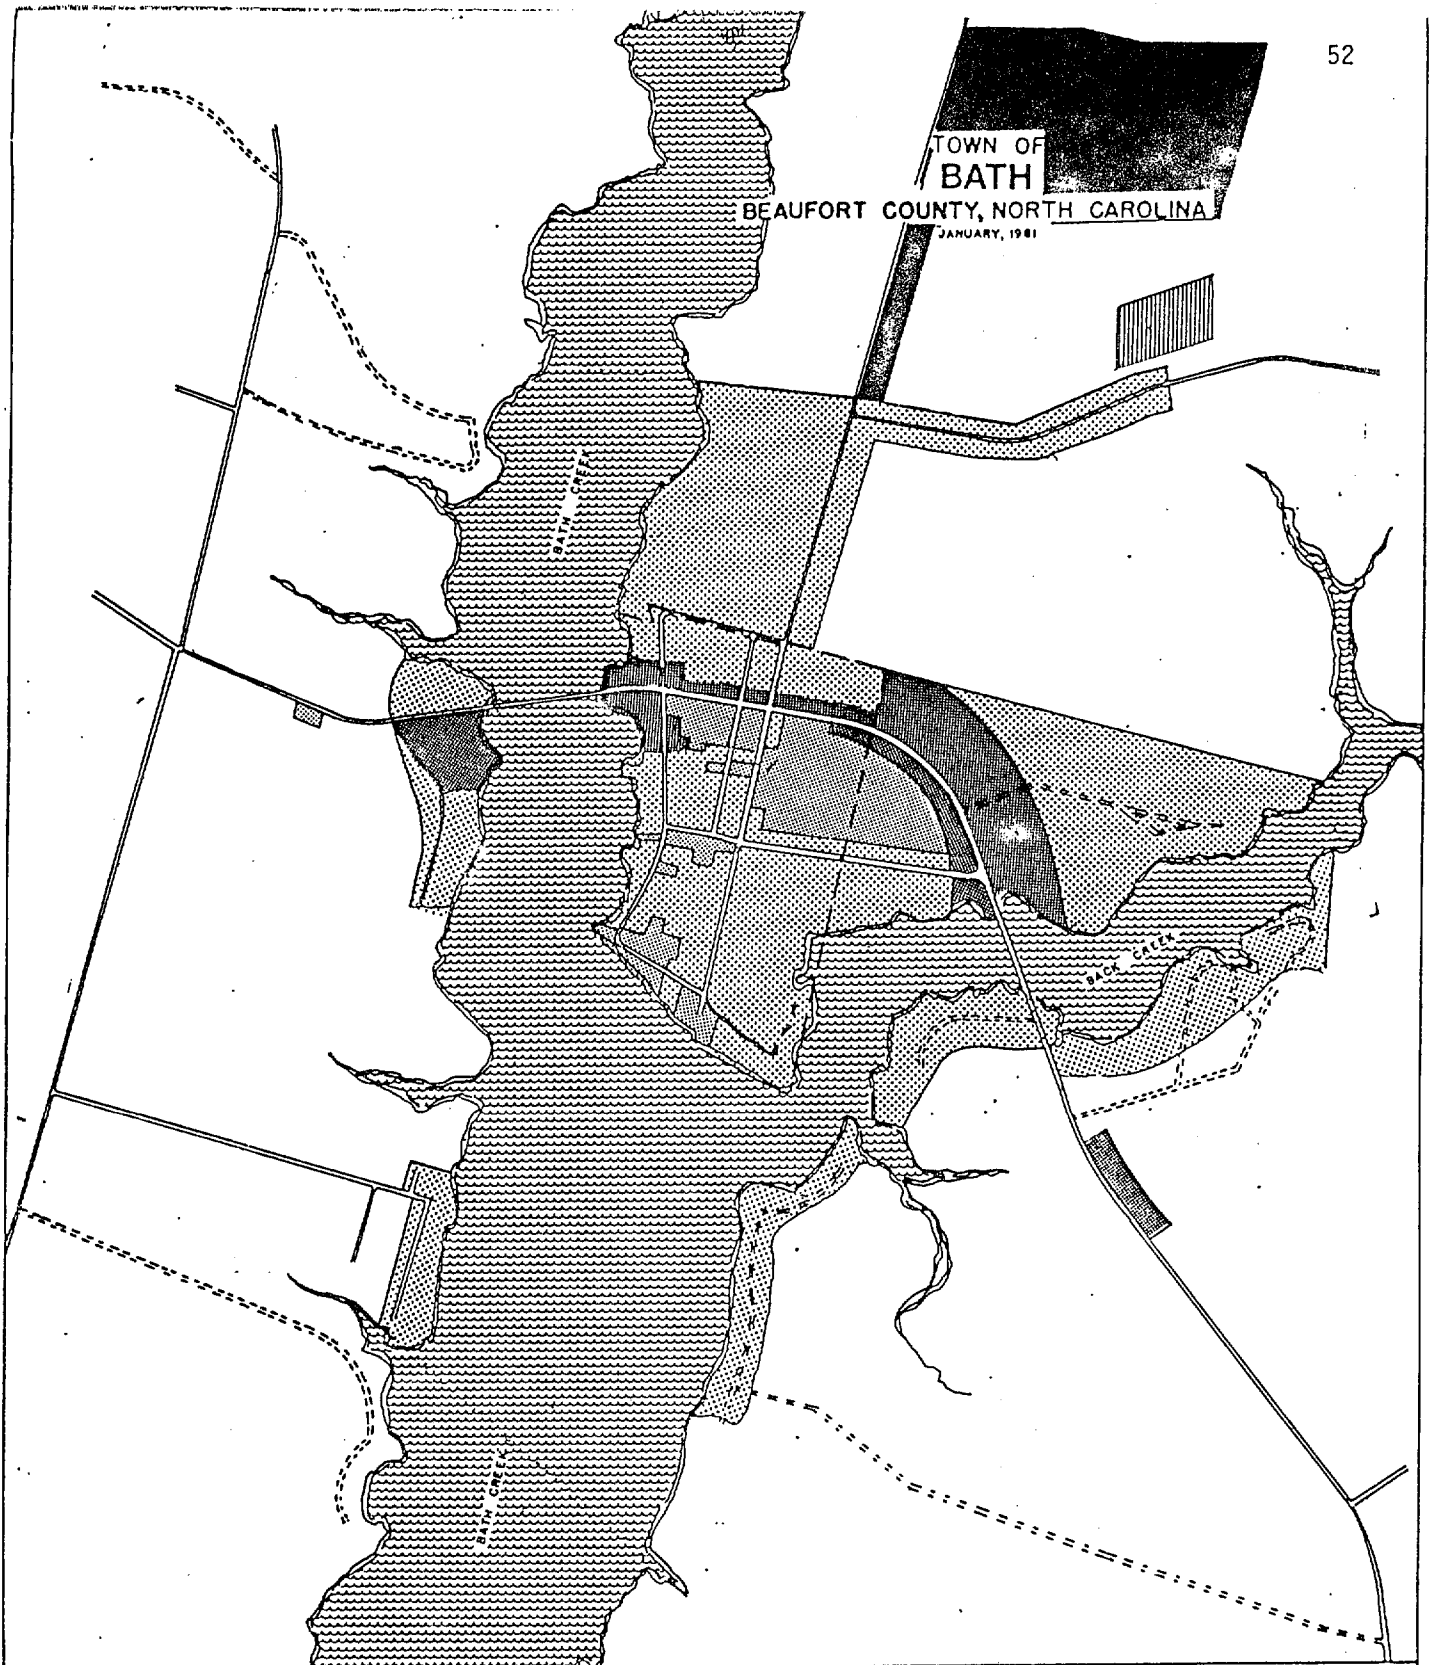 52
TOWN OF
BATH
BEAUFORT COUNTY, NORTH CAROLINA
JANUARY, 1981
BATH CREEK
BACK CREEK
BATH CREEK